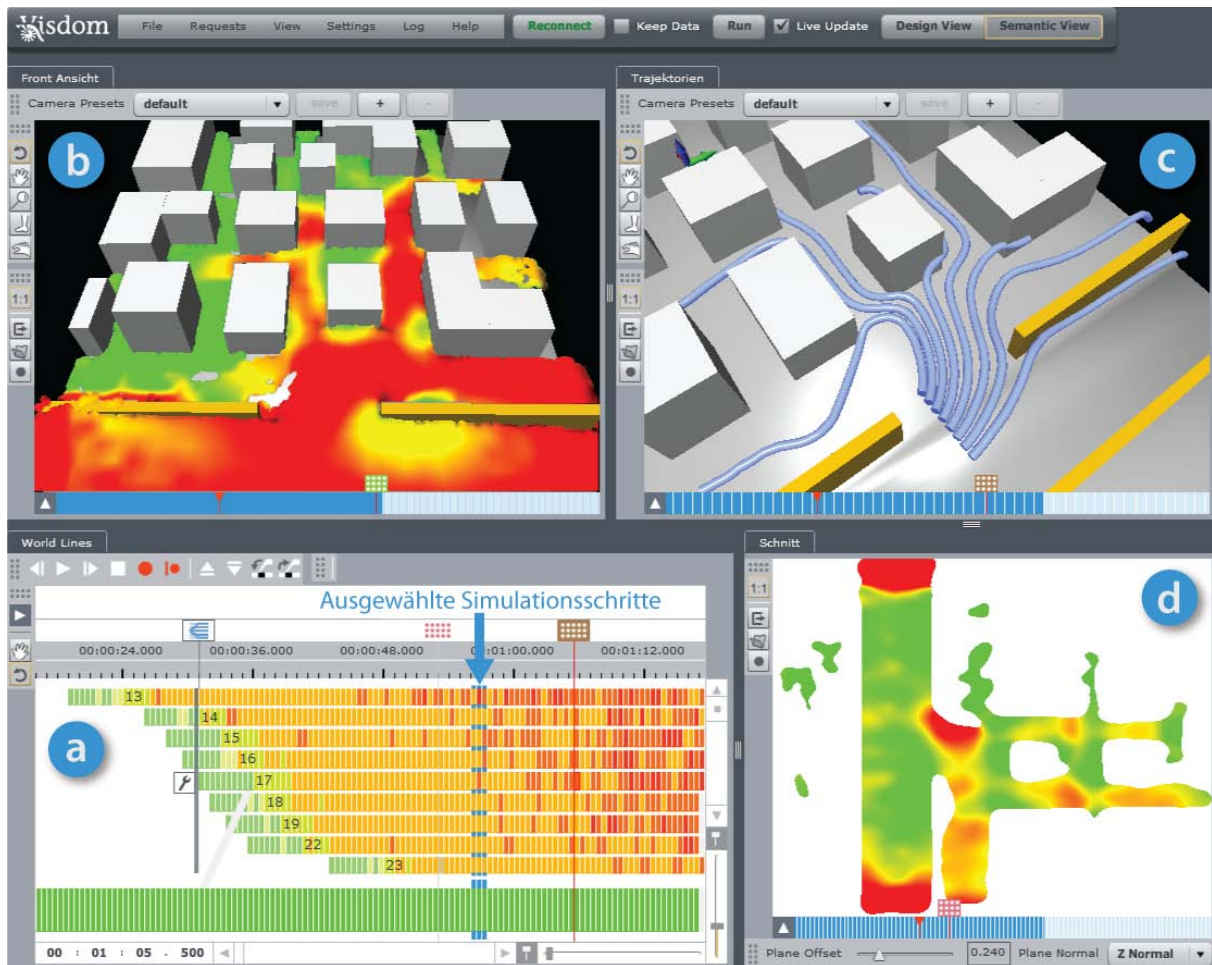 Visdom File Requests View Settings Log Help Reconnect Keep Data Run Live Update Design View Semantic View
Front Ansicht
Camera Presets default save + -
b
1:1
Trajektorien
Camera Presets default save + -
c
1:1
World Lines
Ausgewählte Simulationsschritte
00:00:24.000 00:00:36.000 00:00:48.000 00:01:00.000 00:01:12.000
a
13
14
15
16
17
18
19
22
23
00 : 01 : 05 . 500
Schnitt
1:1
d
Plane Offset 0.240 Plane Normal Z Normal